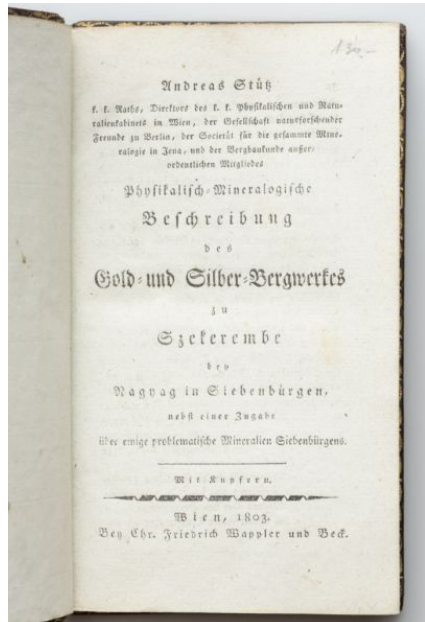 132,-
Andreas Stütz
k. k. Raths, Direktors des k. k. Physikalischen und Natu-
ralienkabinets in Wien, der Gesellschaft naturforschender
Freunde zu Berlin, der Societät für die gesammte Mine-
ralogie in Jena, und der Bergbaukunde außer-
ordentlichen Mitgliedes
Physikalisch-Mineralogische
Beschreibung
des
Gold- und Silber-Bergwerkes
zu
Szekerembe
bey
Nagyag in Siebenbürgen,
nebst einer Zugabe
über einige problematische Mineralien Siebenbürgens.
Mit Kupfern.
Wien, 1803.
Bey Chr. Friedrich Wappler und Beck.